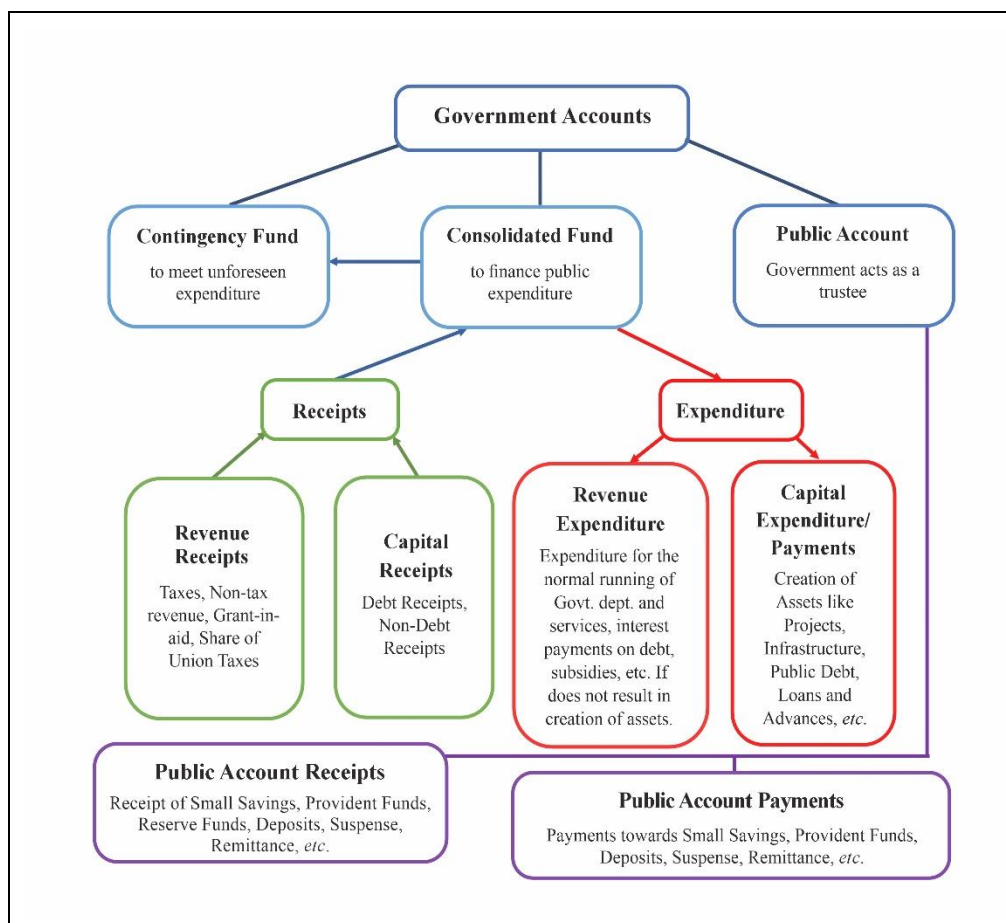 Government Accounts
Contingency Fund
to meet unforeseen
expenditure
Consolidated Fund
to finance public
expenditure
Public Account
Government acts as a
trustee
Receipts
Expenditure
Revenue
Receipts
Taxes, Non-tax
revenue, Grant-in-
aid, Share of
Union Taxes
Capital
Receipts
Debt Receipts,
Non-Debt
Receipts
Revenue
Expenditure
Expenditure for the
normal running of
Govt. dept. and
services, interest
payments on debt,
subsidies, etc. If
does not result in
creation of assets.
Capital
Expenditure/
Payments
Creation of
Assets like
Projects,
Infrastructure,
Public Debt,
Loans and
Advances, etc.
Public Account Receipts
Receipt of Small Savings, Provident Funds,
Reserve Funds, Deposits, Suspense,
Remittance, etc.
Public Account Payments
Payments towards Small Savings, Provident Funds,
Deposits, Suspense, Remittance, etc.